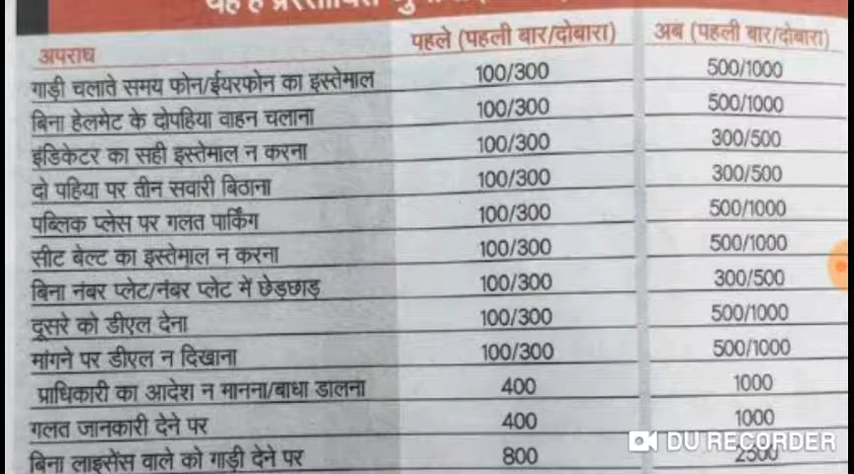 यह है प्रस्तावित
अपराध पहले (पहली बार/दोबारा) अब (पहली बार/दोबारा)
गाड़ी चलाते समय फोन/ईयरफोन का इस्तेमाल 100/300 500/1000
बिना हेलमेट के दोपहिया वाहन चलाना 100/300 500/1000
इंडिकेटर का सही इस्तेमाल न करना 100/300 300/500
दो पहिया पर तीन सवारी बिठाना 100/300 300/500
पब्लिक प्लेस पर गलत पार्किंग 100/300 500/1000
सीट बेल्ट का इस्तेमाल न करना 100/300 500/1000
बिना नंबर प्लेट/नंबर प्लेट में छेड़छाड़ 100/300 300/500
दूसरे को डीएल देना 100/300 500/1000
मांगने पर डीएल न दिखाना 100/300 500/1000
प्राधिकारी का आदेश न मानना/बाधा डालना 400 1000
गलत जानकारी देने पर 400 1000
बिना लाइसेंस वाले को गाड़ी देने पर 800 2500
DU RECORDER